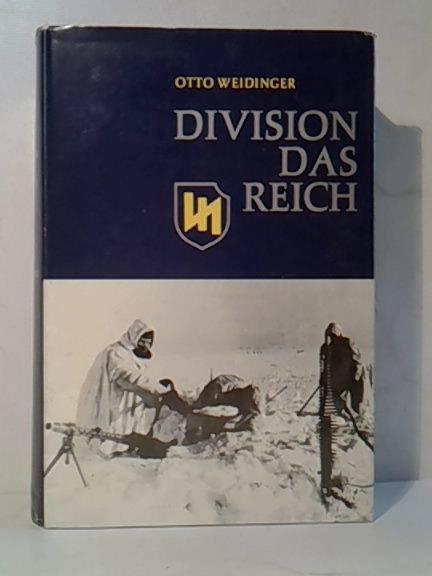 OTTO WEIDINGER
DIVISION
DAS
REICH